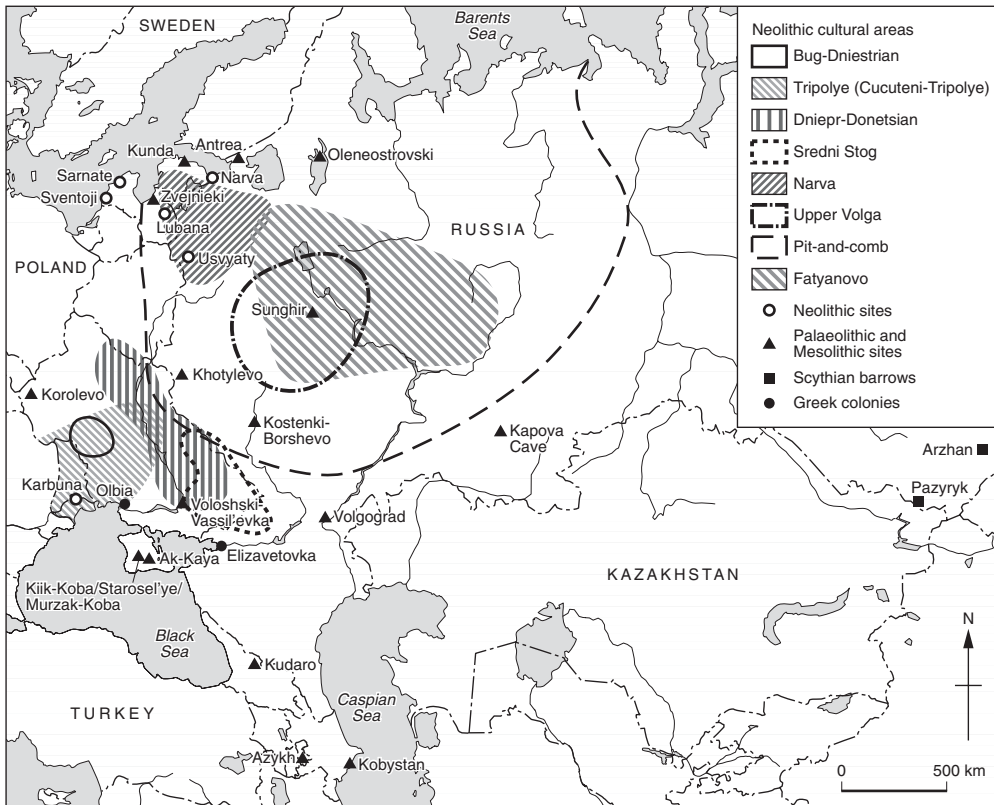 SWEDEN
Barents
Sea
Kunda
Antrea
Oleneostrovski
Sarnate
Narva
Sventoji
Zvejnieki
Lubana
RUSSIA
POLAND
Usvyaty
Sunghir
Khotylevo
Korolevo
Kostenki-
Borshevo
Kapova
Cave
Arzhan
Karbuna
Olbia
Pazyryk
Voloshski-
Vassil'evka
Volgograd
Ak-Kaya
Elizavetovka
Kiik-Koba/Starosel'ye/
Murzak-Koba
KAZAKHSTAN
Black
Sea
Kudaro
Caspian
Sea
TURKEY
Azykh
Kobystan
N
0 500 km
Neolithic cultural areas
Bug-Dniestrian
Tripolye (Cucuteni-Tripolye)
Dniepr-Donetsian
Sredni Stog
Narva
Upper Volga
Pit-and-comb
Fatyanovo
Neolithic sites
Palaeolithic and
Mesolithic sites
Scythian barrows
Greek colonies